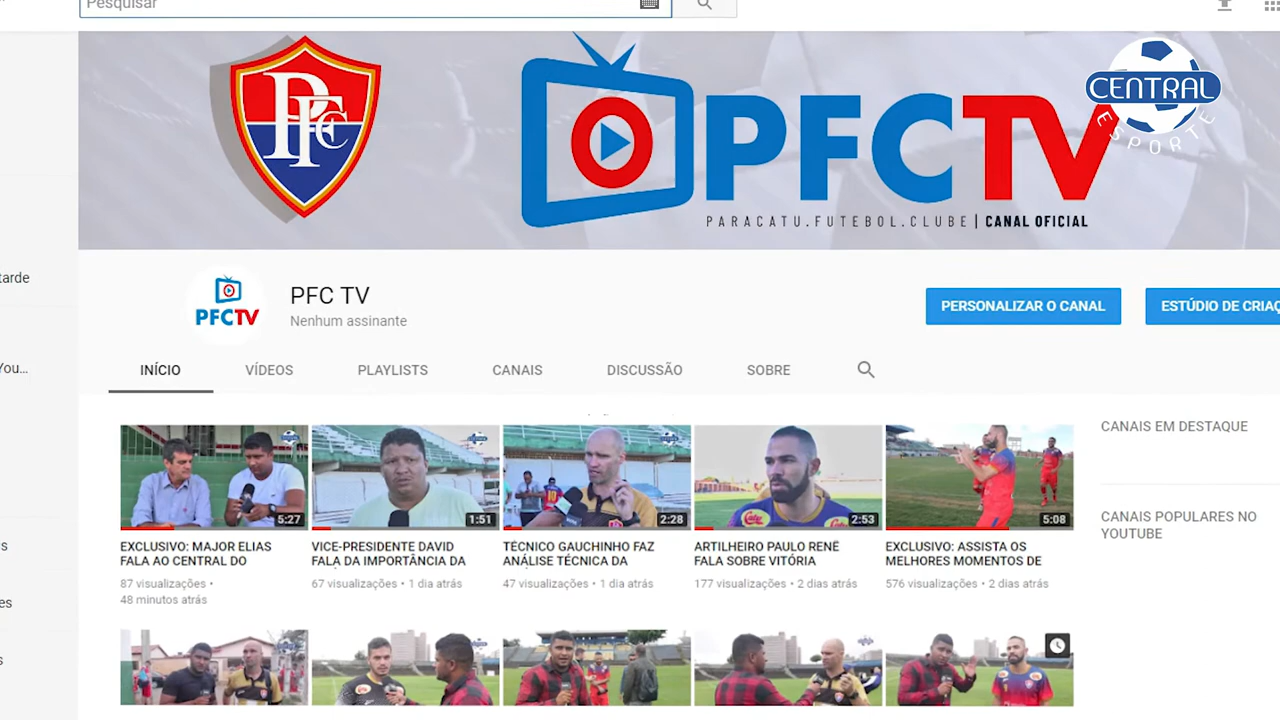 Pesquisar
PFC
PFCTV
CENTRAL
ESPORTE
PARACATU.FUTEBOL.CLUBE | CANAL OFICIAL
tarde
PFCTV
PFC TV
Nenhum assinante
PERSONALIZAR O CANAL
ESTÚDIO DE CRIAÇ
You...
INÍCIO
VÍDEOS
PLAYLISTS
CANAIS
DISCUSSÃO
SOBRE
5:27
1:51
2:28
2:53
5:08
CANAIS EM DESTAQUE
CANAIS POPULARES NO
YOUTUBE
EXCLUSIVO: MAJOR ELIAS
FALA AO CENTRAL DO
87 visualizações •
48 minutos atrás
VICE-PRESIDENTE DAVID
FALA DA IMPORTÂNCIA DA
67 visualizações • 1 dia atrás
TÉCNICO GAUCHINHO FAZ
ANÁLISE TÉCNICA DA
47 visualizações • 1 dia atrás
ARTILHEIRO PAULO RENÊ
FALA SOBRE VITÓRIA
177 visualizações • 2 dias atrás
EXCLUSIVO: ASSISTA OS
MELHORES MOMENTOS DE
576 visualizações • 2 dias atrás